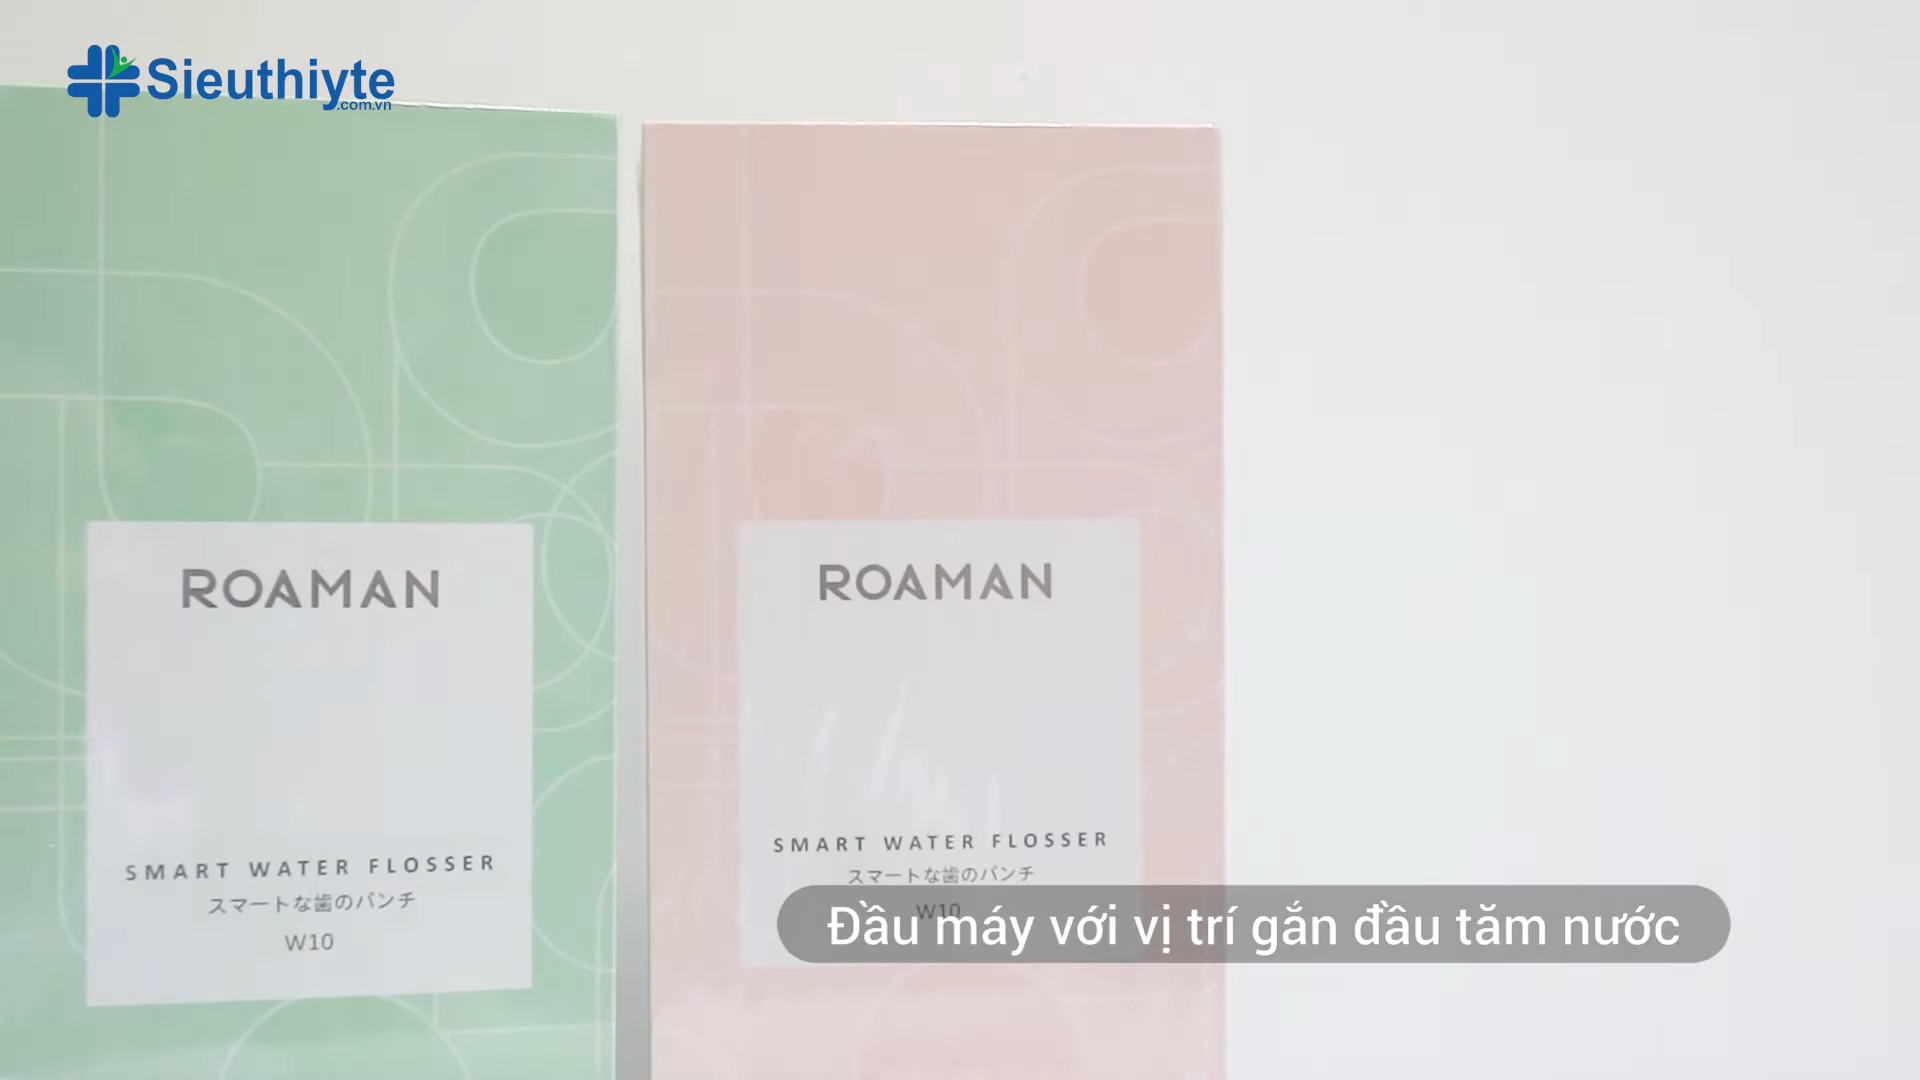 Sieuthiyte
.com.vn
ROAMAN
SMART WATER FLOSSER
スマートな歯のパンチ
W10
ROAMAN
SMART WATER FLOSSER
スマートな歯のパンチ
W10
Đầu máy với vị trí gắn đầu tăm nước